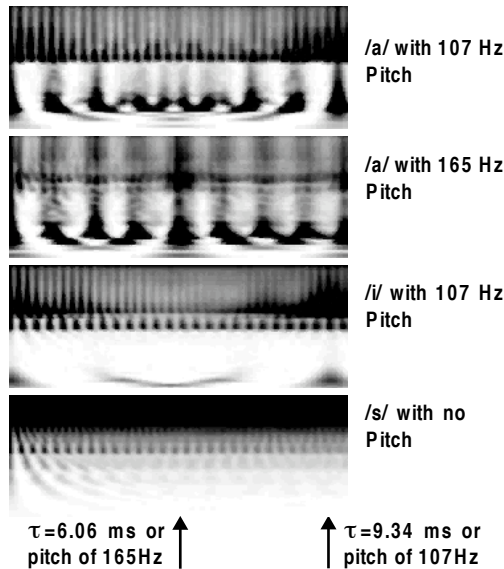 /a/ with 107 Hz
Pitch
/a/ with 165 Hz
Pitch
/i/ with 107 Hz
Pitch
/s/ with no
Pitch
τ=6.06 ms or
pitch of 165Hz
τ=9.34 ms or
pitch of 107Hz